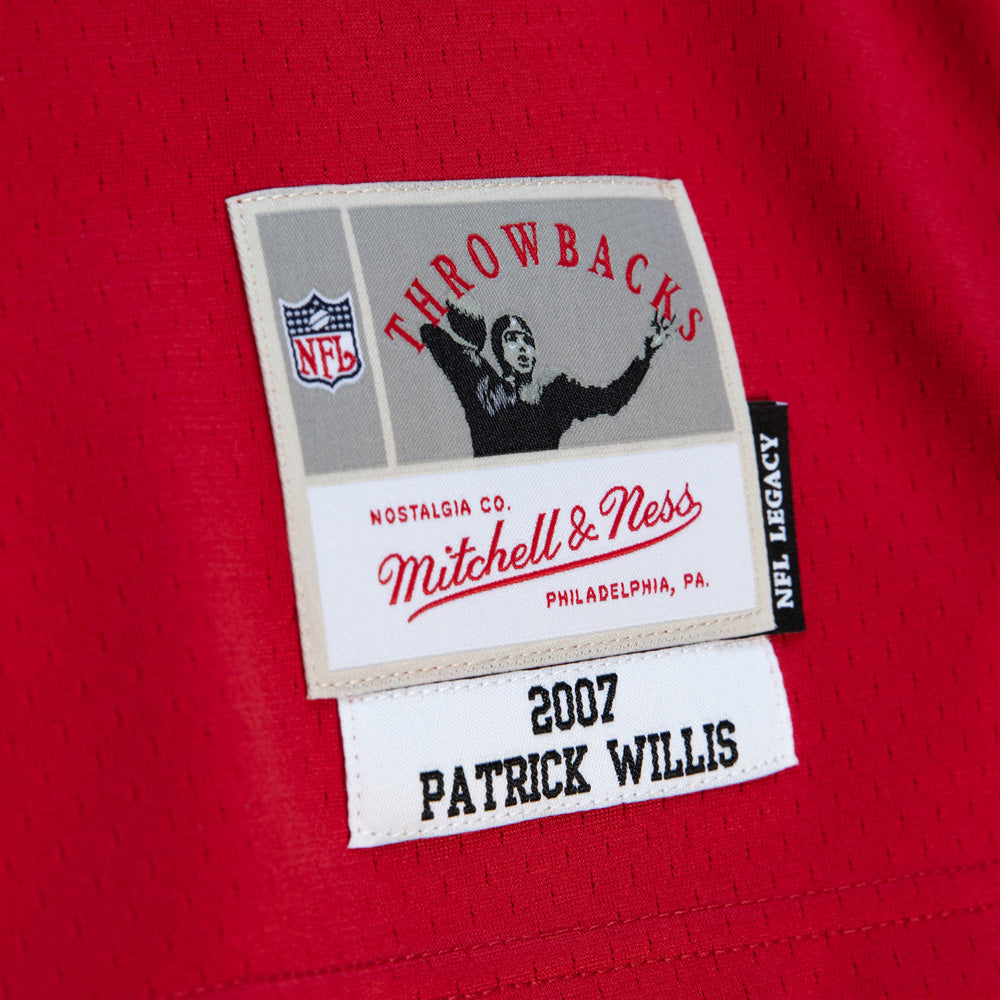 THROWBACKS
NFL
NOSTALGIA CO.
Mitchell & Ness
PHILADELPHIA, PA.
NFL LEGACY
2007
PATRICK WILLIS